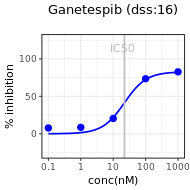 Ganetespib (dss:16)
IC50
% inhibition
100
50
0
0.1 1 10 100 1000
conc(nM)